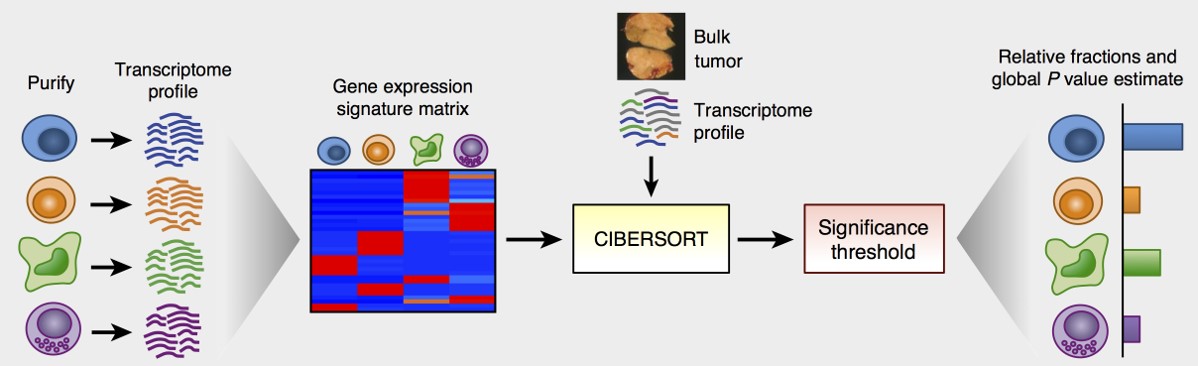 Purify
Transcriptome
profile
Gene expression
signature matrix
Bulk
tumor
Transcriptome
profile
CIBERSORT
Significance
threshold
Relative fractions and
global P value estimate